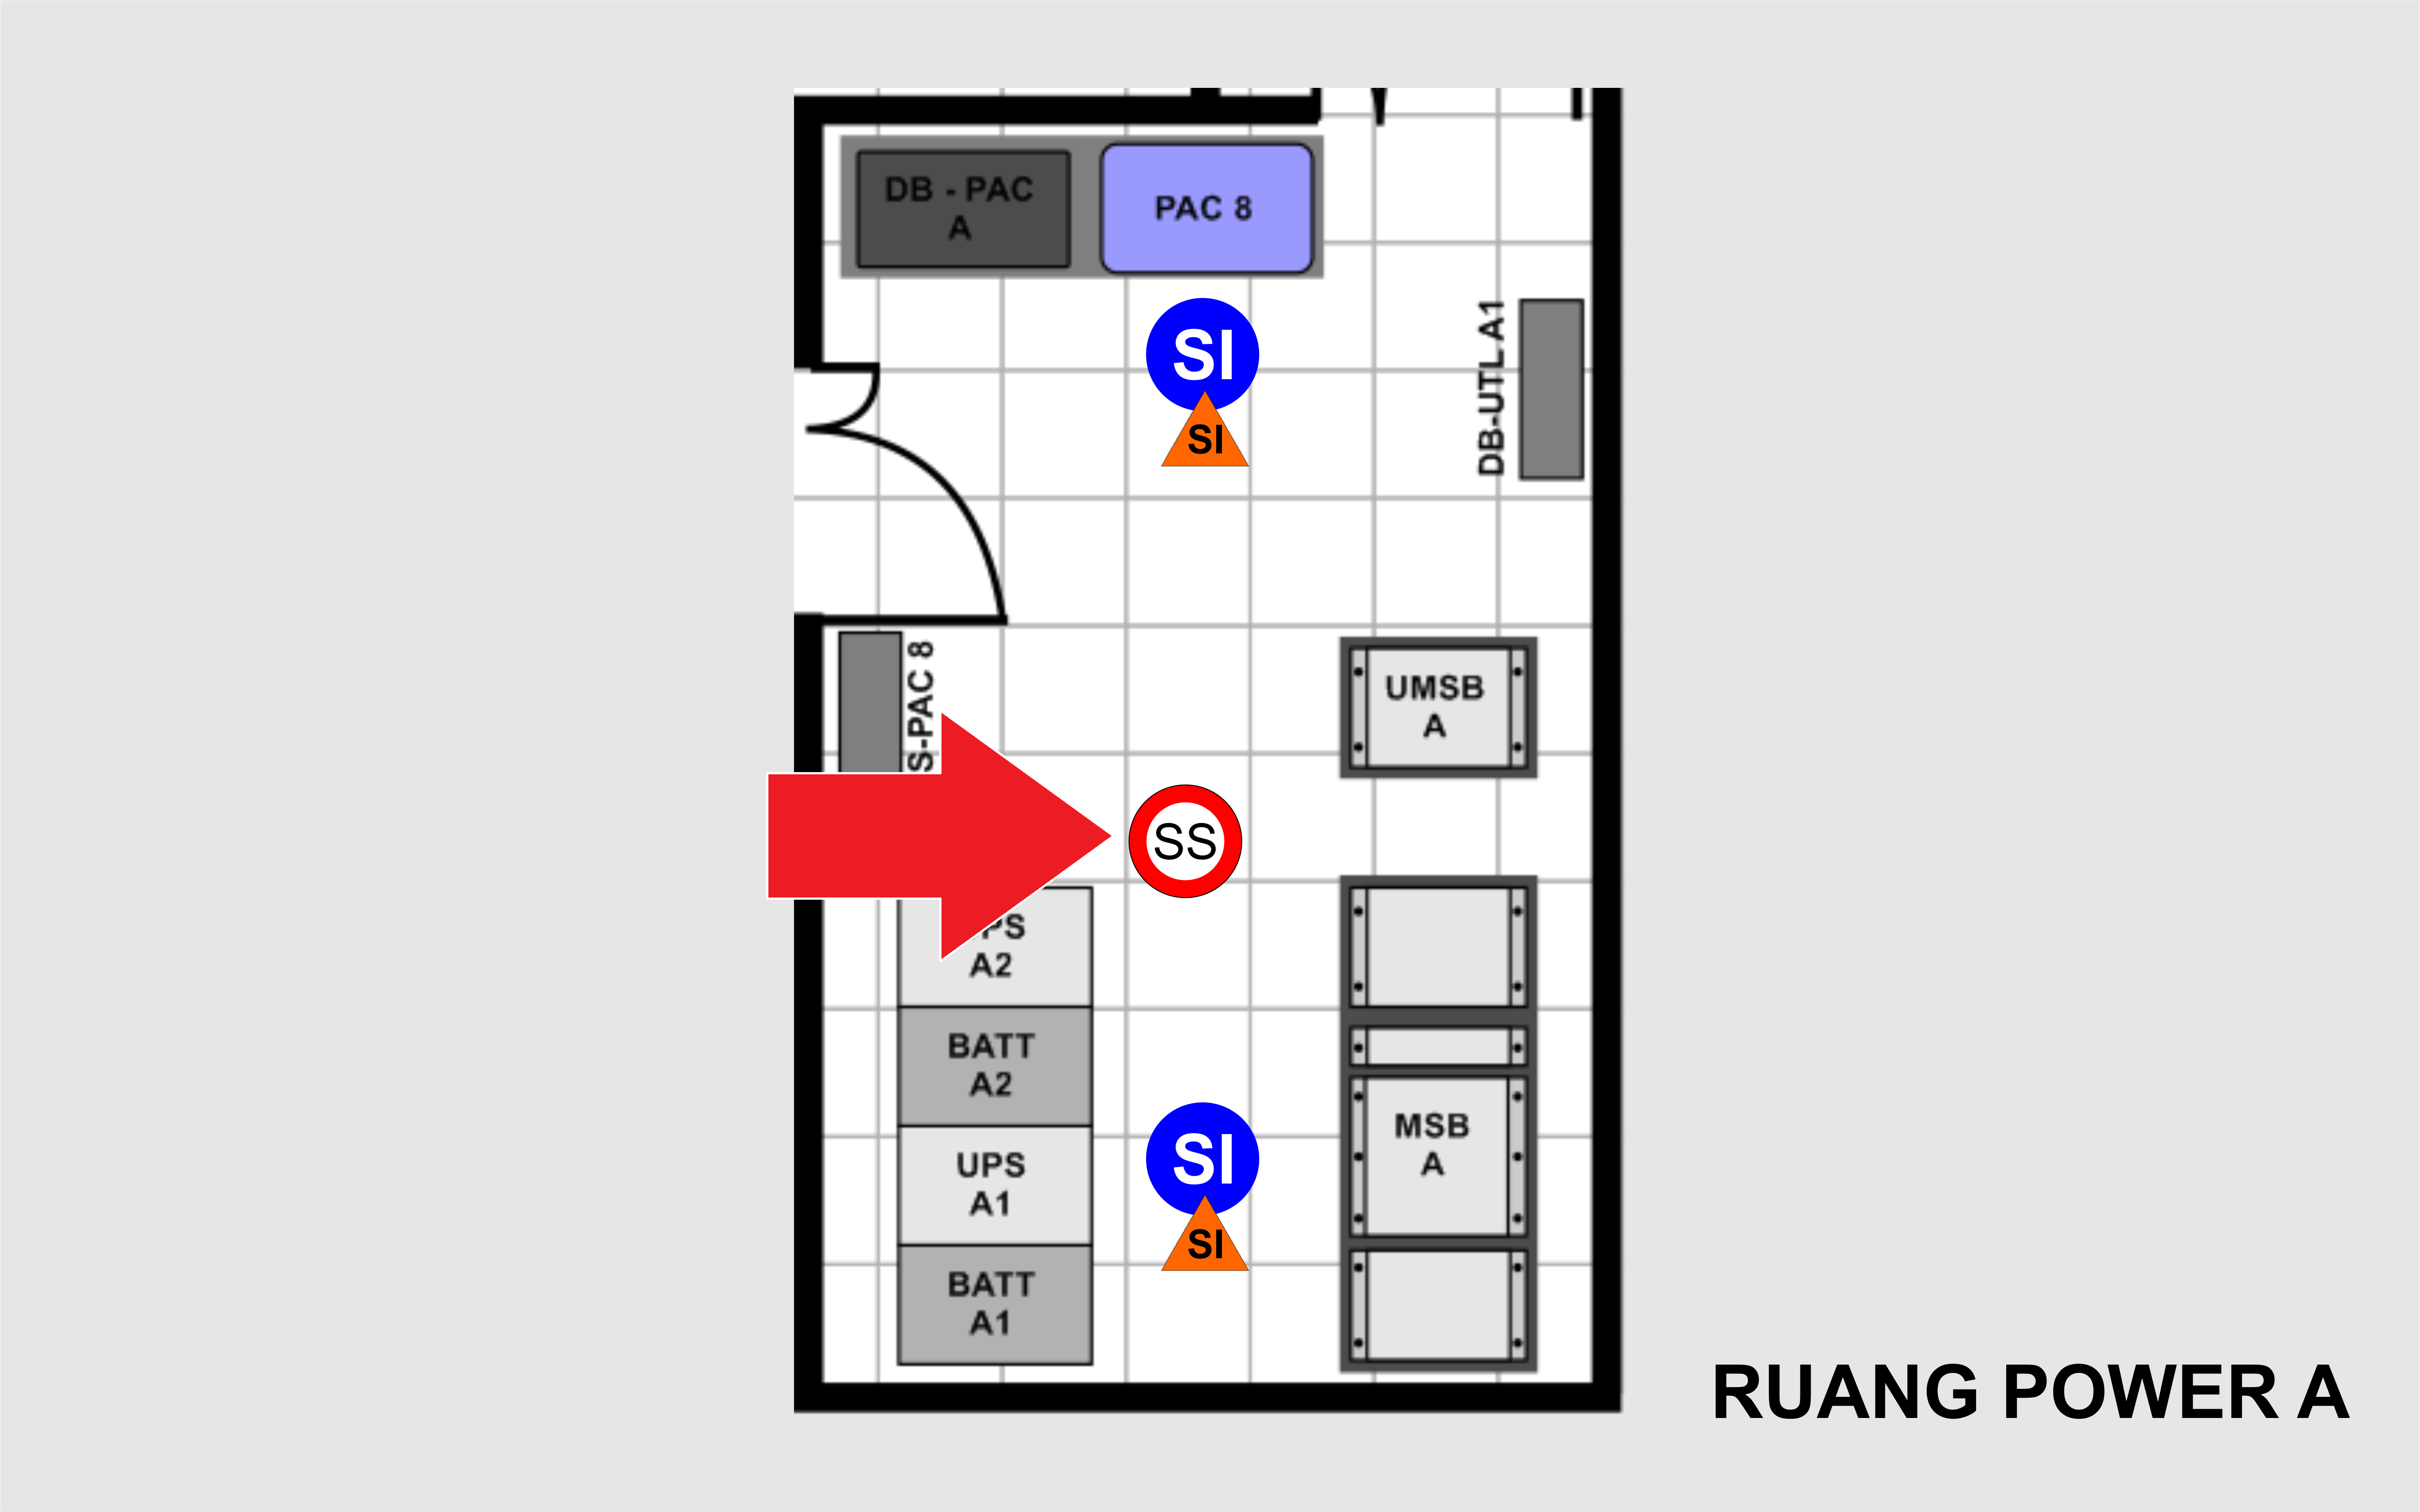 DB - PAC
A
PAC 8
SI
SI
DB-UTL A1
S-PAC 8
UMSB
A
SS
PS
A2
BATT
A2
UPS
A1
BATT
A1
SI
SI
MSB
A
RUANG POWER A